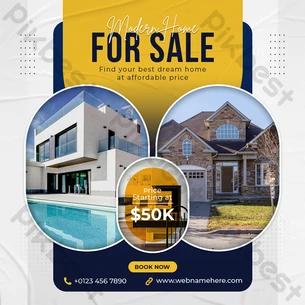 Modern Home
FOR SALE
Find your best dream home
at affordable price
Price
Starting at
$50K
BOOK NOW
+0123 456 7890
www.webnamehere.com
pikbest